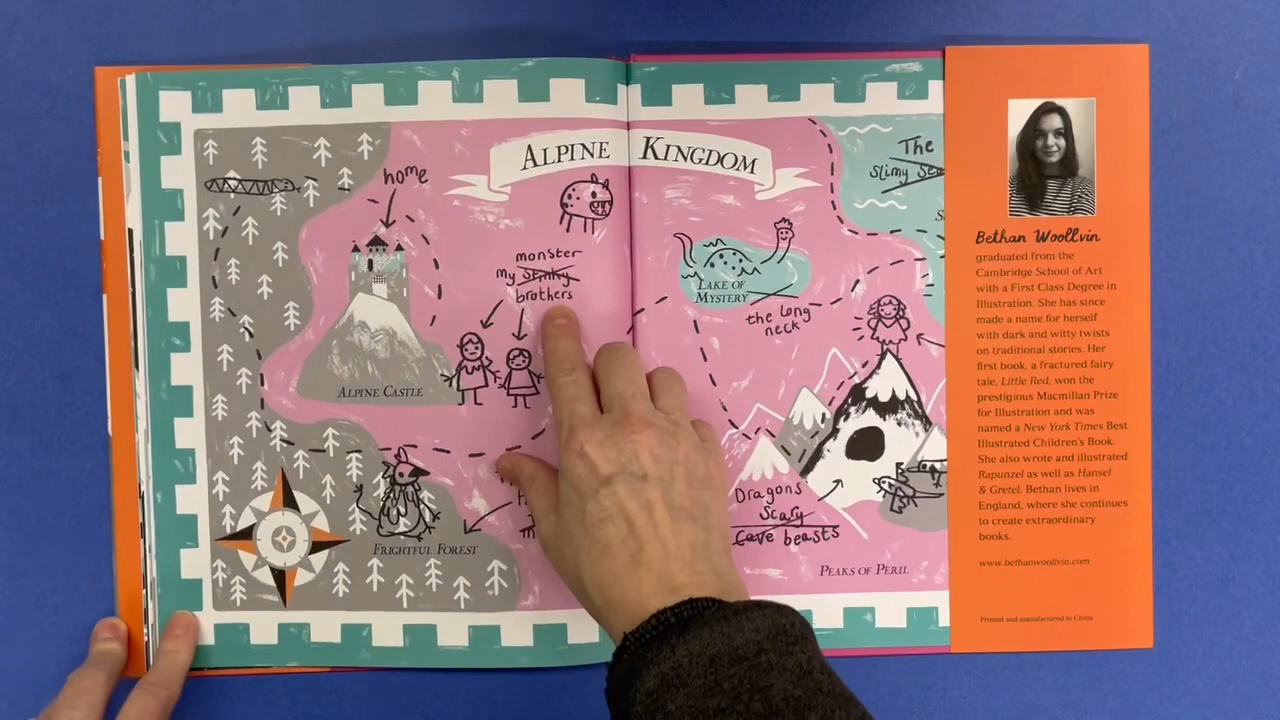 ALPINE KINGDOM
home
monster
my stinky
brothers
ALPINE CASTLE
FRIGHTFUL FOREST
LAKE OF
MYSTERY
the long
neck
The
Slimy
Dragons
Scary
Cave beasts
PEAKS OF PERIL
Bethan Woollvin
graduated from the
Cambridge School of Art
with a First Class Degree in
Illustration. She has since
made a name for herself
with dark and witty twists
on traditional stories. Her
first book, a fractured fairy
tale, Little Red, won the
prestigious Macmillan Prize
for Illustration and was
named a New York Times Best
Illustrated Children's Book.
She also wrote and illustrated
Rapunzel as well as Hansel
& Gretel. Bethan lives in
England, where she continues
to create extraordinary
books.
www.bethanwoollvin.com
Printed and manufactured in China